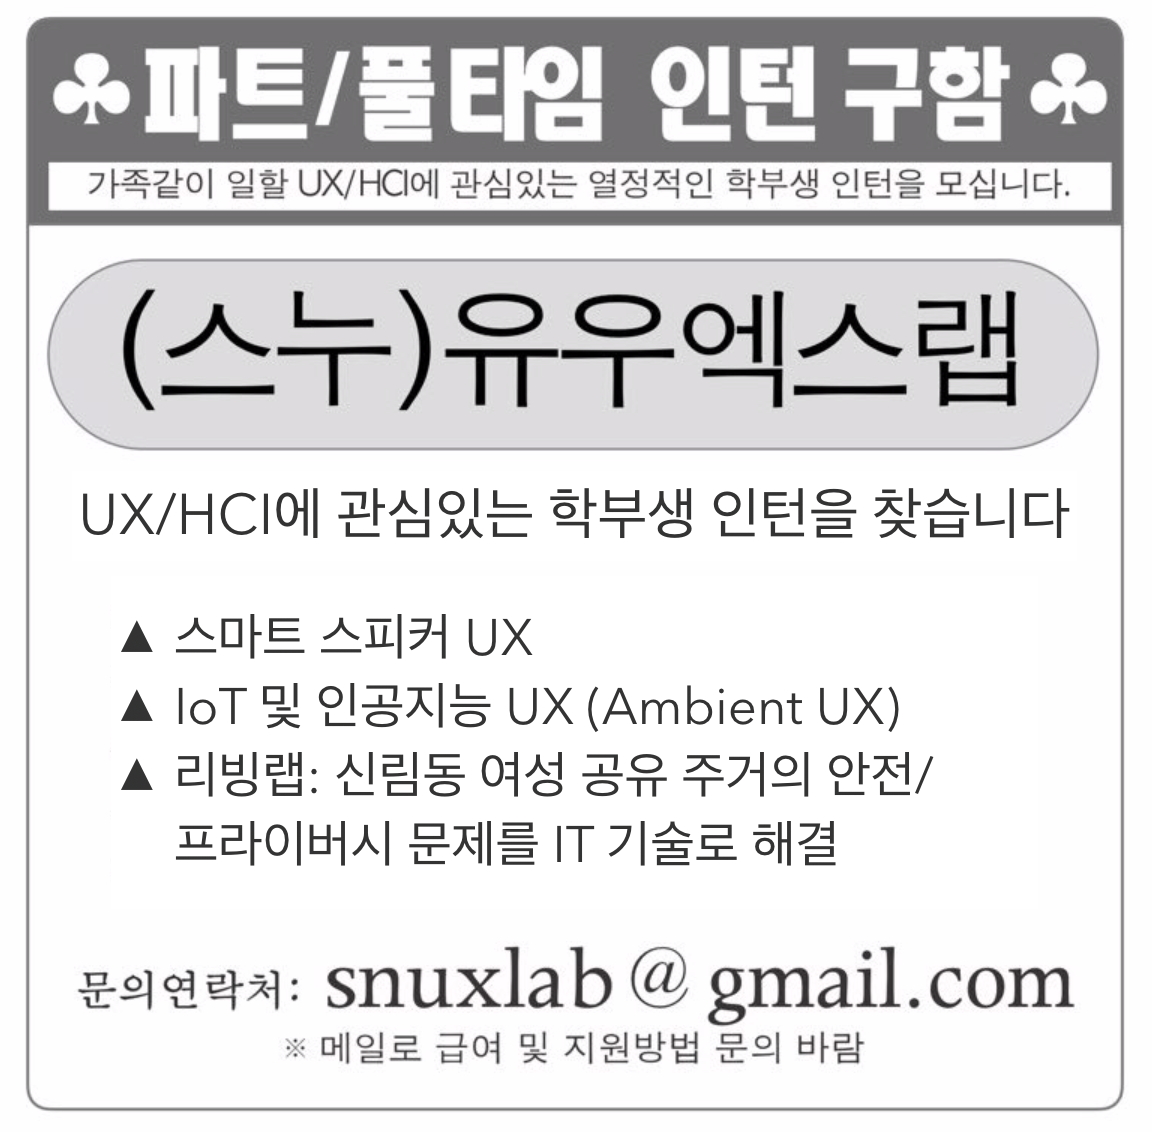 ♣파트/풀타임 인턴 구함♣
가족같이 일할 UX/HCI에 관심있는 열정적인 학부생 인턴을 모십니다.
(스누)유우엑스랩
UX/HCI에 관심있는 학부생 인턴을 찾습니다
▲ 스마트 스피커 UX
▲ IoT 및 인공지능 UX (Ambient UX)
▲ 리빙랩: 신림동 여성 공유 주거의 안전/
프라이버시 문제를 IT 기술로 해결
문의연락처: snuxlab@gmail.com
※ 메일로 급여 및 지원방법 문의 바람